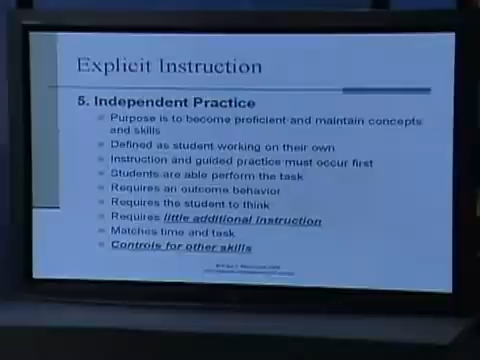 Explicit Instruction
5. Independent Practice
Purpose is to become proficient and maintain concepts
and skills
Defined as student working on their own
Instruction and guided practice must occur first
Students are able perform the task
Requires an outcome behavior
Requires the student to think
Requires little additional instruction
Matches time and task
Controls for other skills